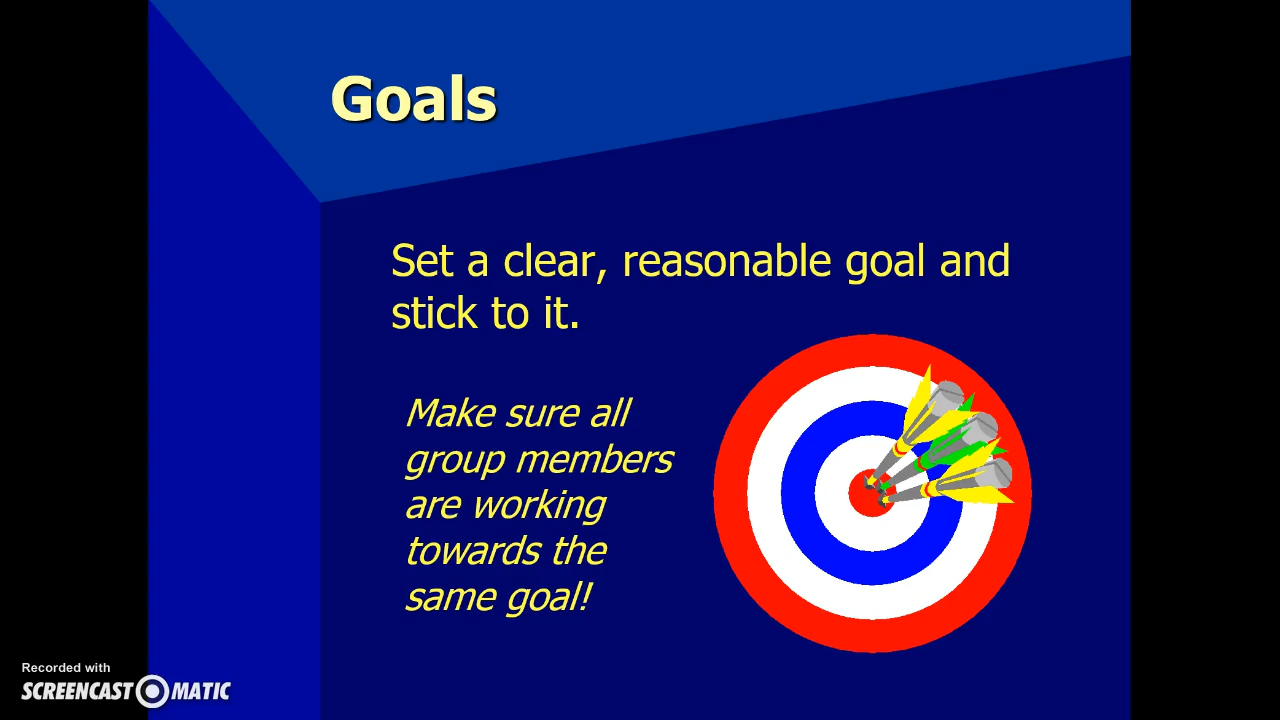 Goals
Set a clear, reasonable goal and
stick to it.
Make sure all
group members
are working
towards the
same goal!
Recorded with
SCREENCAST MATIC